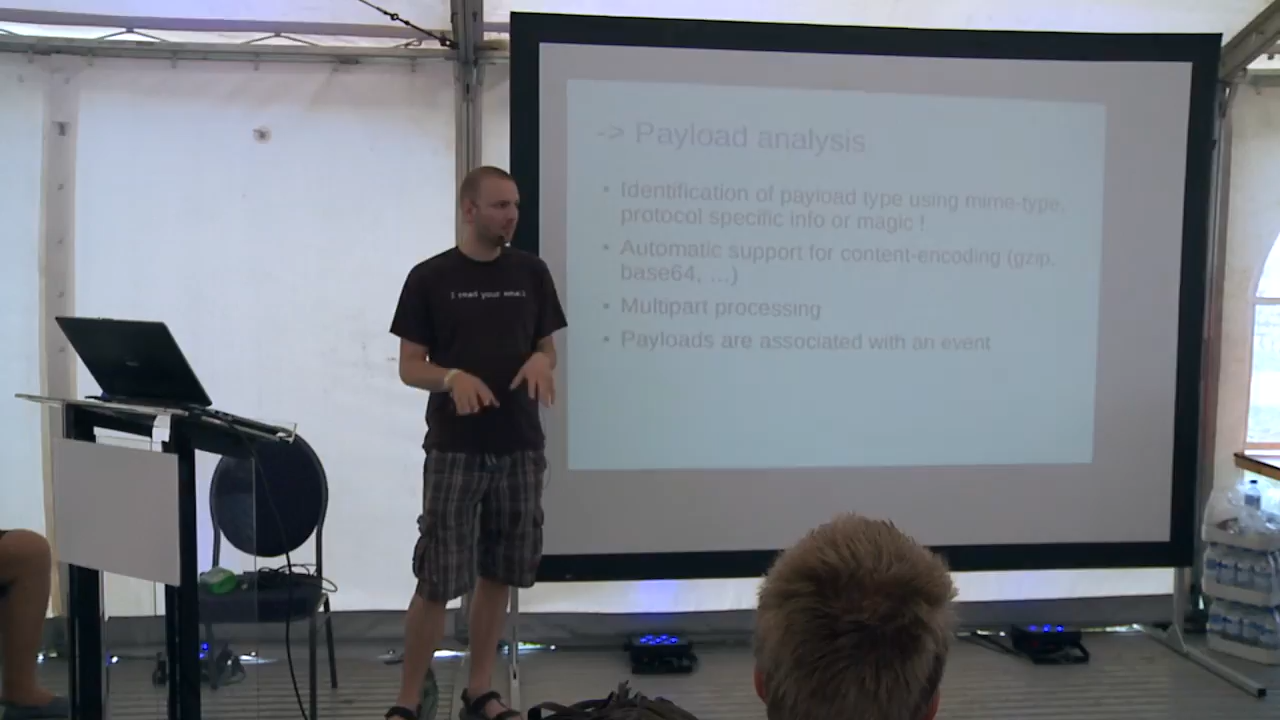 -> Payload analysis
• Identification of payload type using mime-type,
protocol specific info or magic !
• Automatic support for content-encoding (gzip,
base64, ...)
• Multipart processing
• Payloads are associated with an event
I read your email